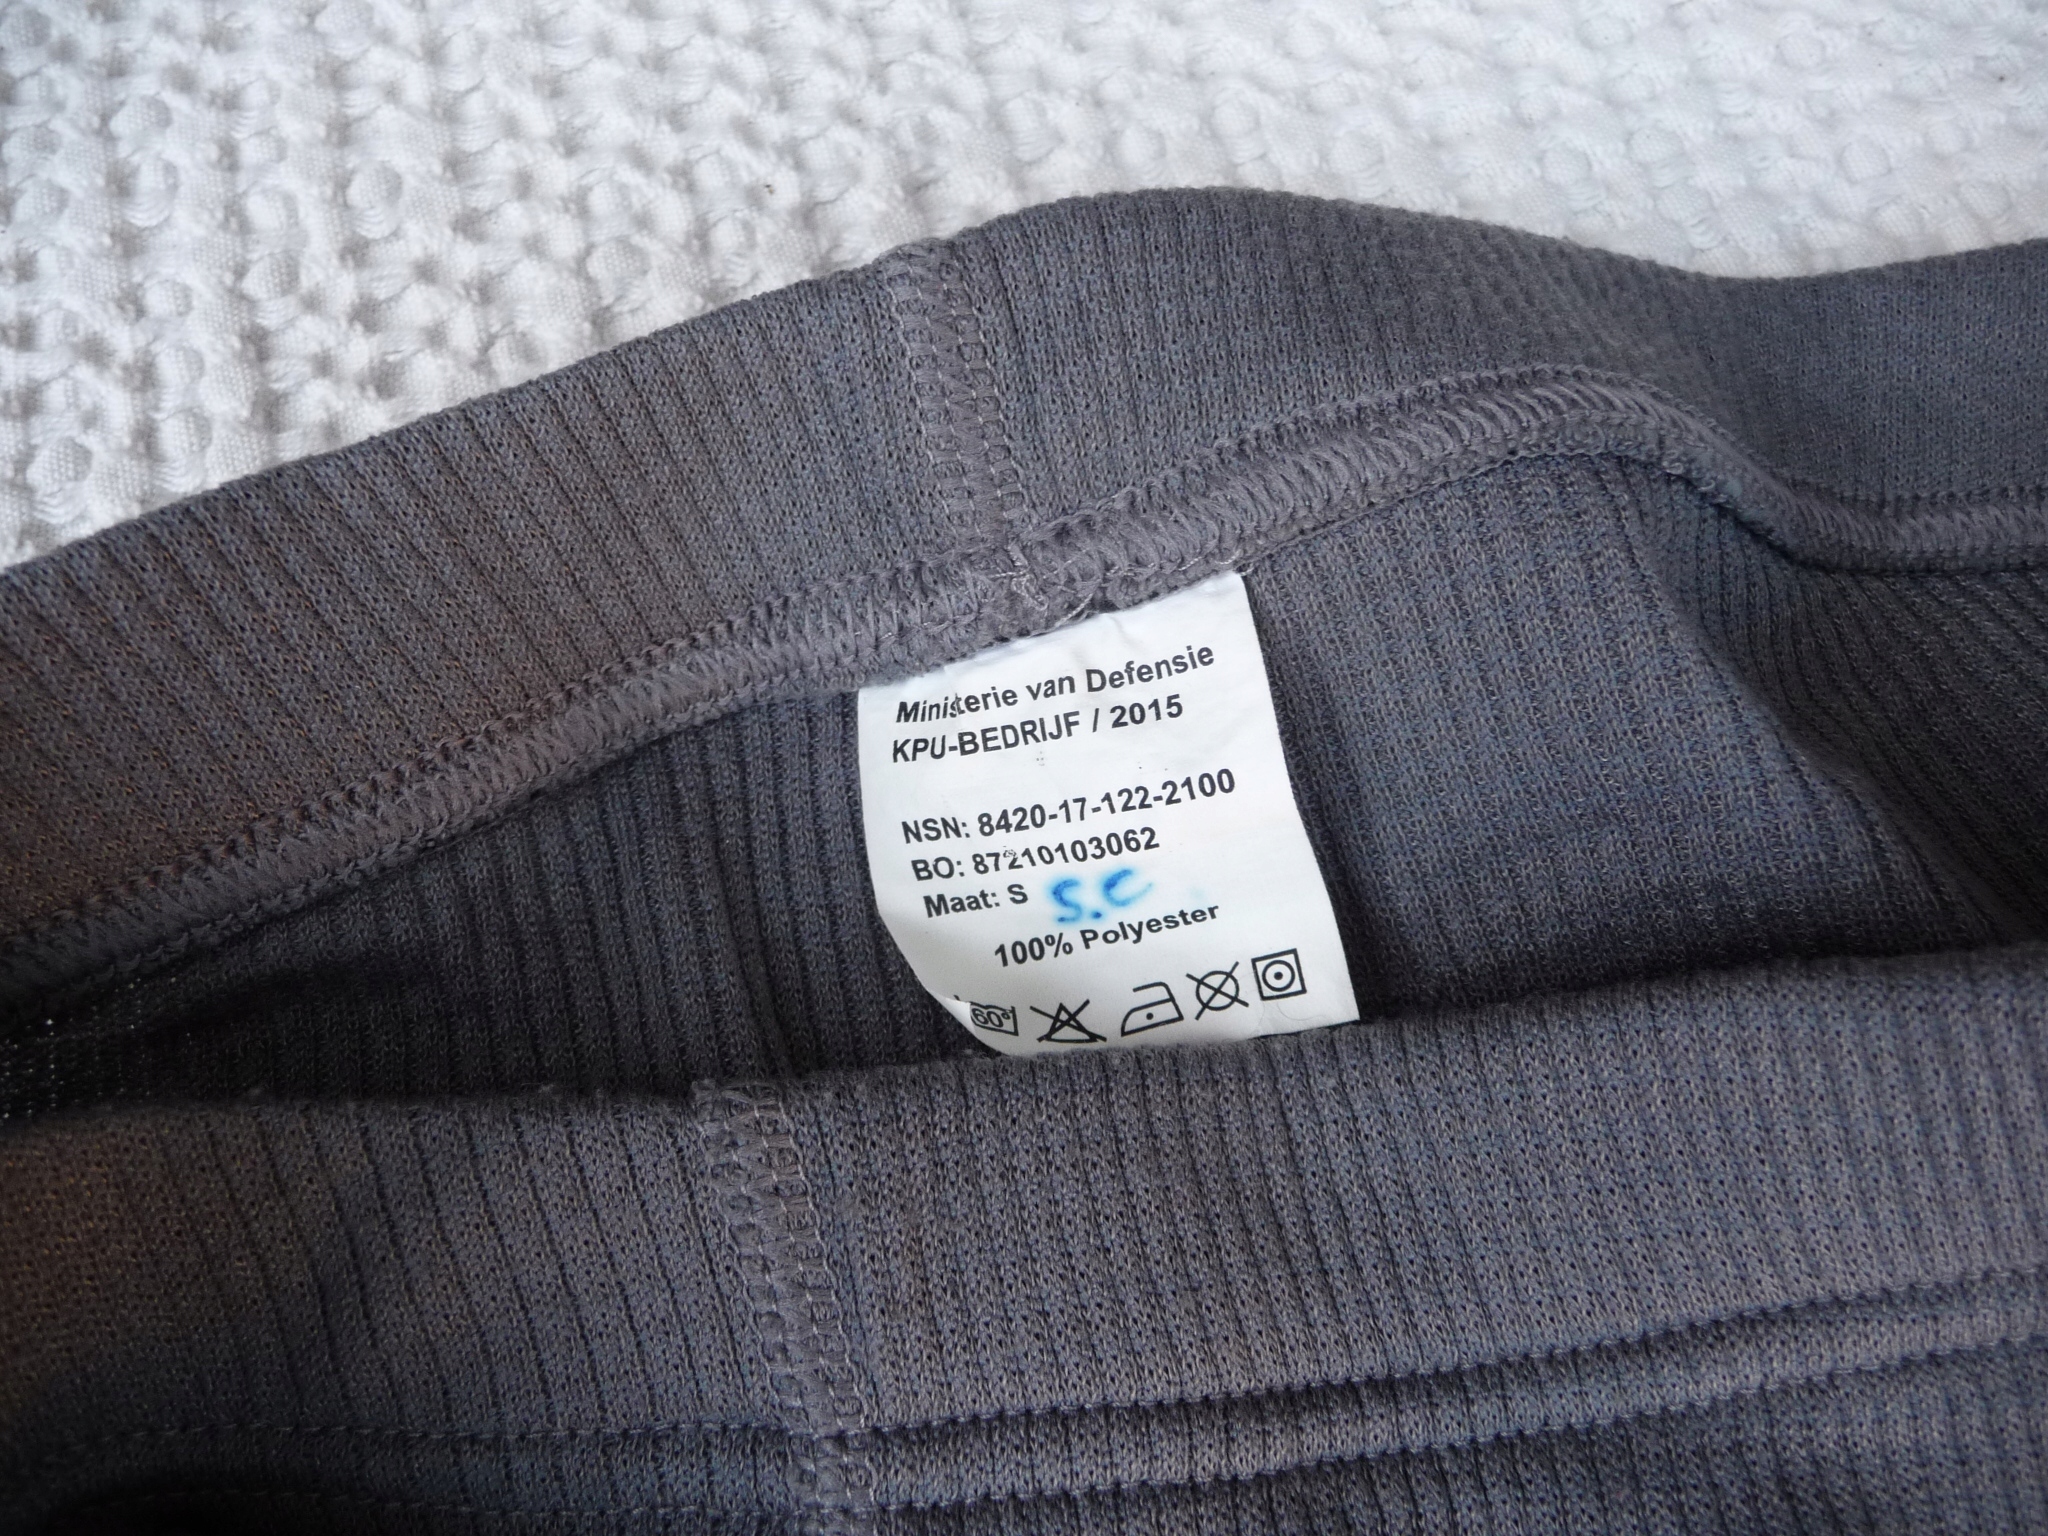 Ministerie van Defensie
KPU-BEDRIJF / 2015
NSN: 8420-17-122-2100
BO: 87210103062
Maat: S S.C
100% Polyester
60°